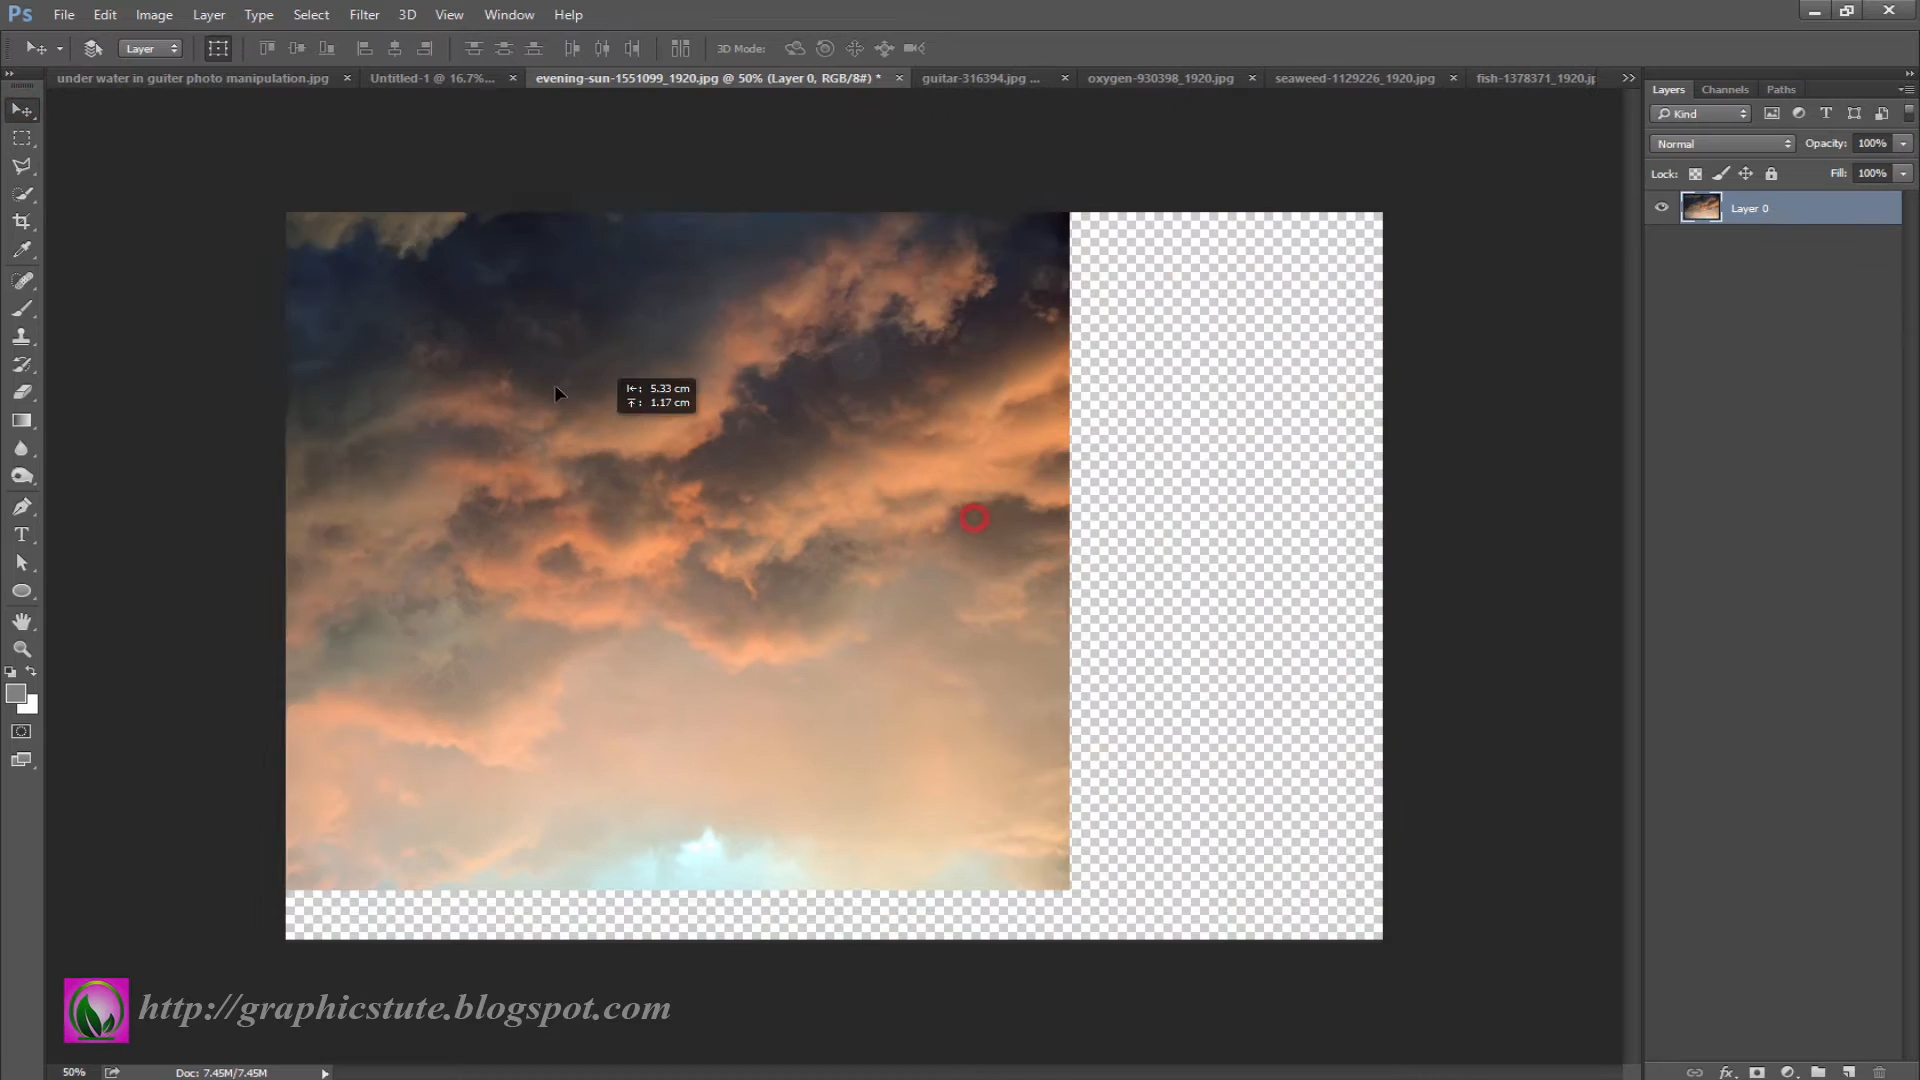 Ps File Edit Image Layer Type Select Filter 3D View Window Help
Layer 3D Mode:
under water in guiter photo manipulation.jpg × Untitled-1 @ 16.7%... × evening-sun-1551099_1920.jpg @ 50% (Layer 0, RGB/8#) * × guitar-316394.jpg ... × oxygen-930398_1920.jpg × seaweed-1129226_1920.jpg × fish-1378371_1920.jp
Layers Channels Paths
Kind
Normal Opacity: 100%
Lock: Fill: 100%
Layer 0
5.33 cm
1.17 cm
http://graphicstute.blogspot.com
50% Doc: 7.45M/7.45M